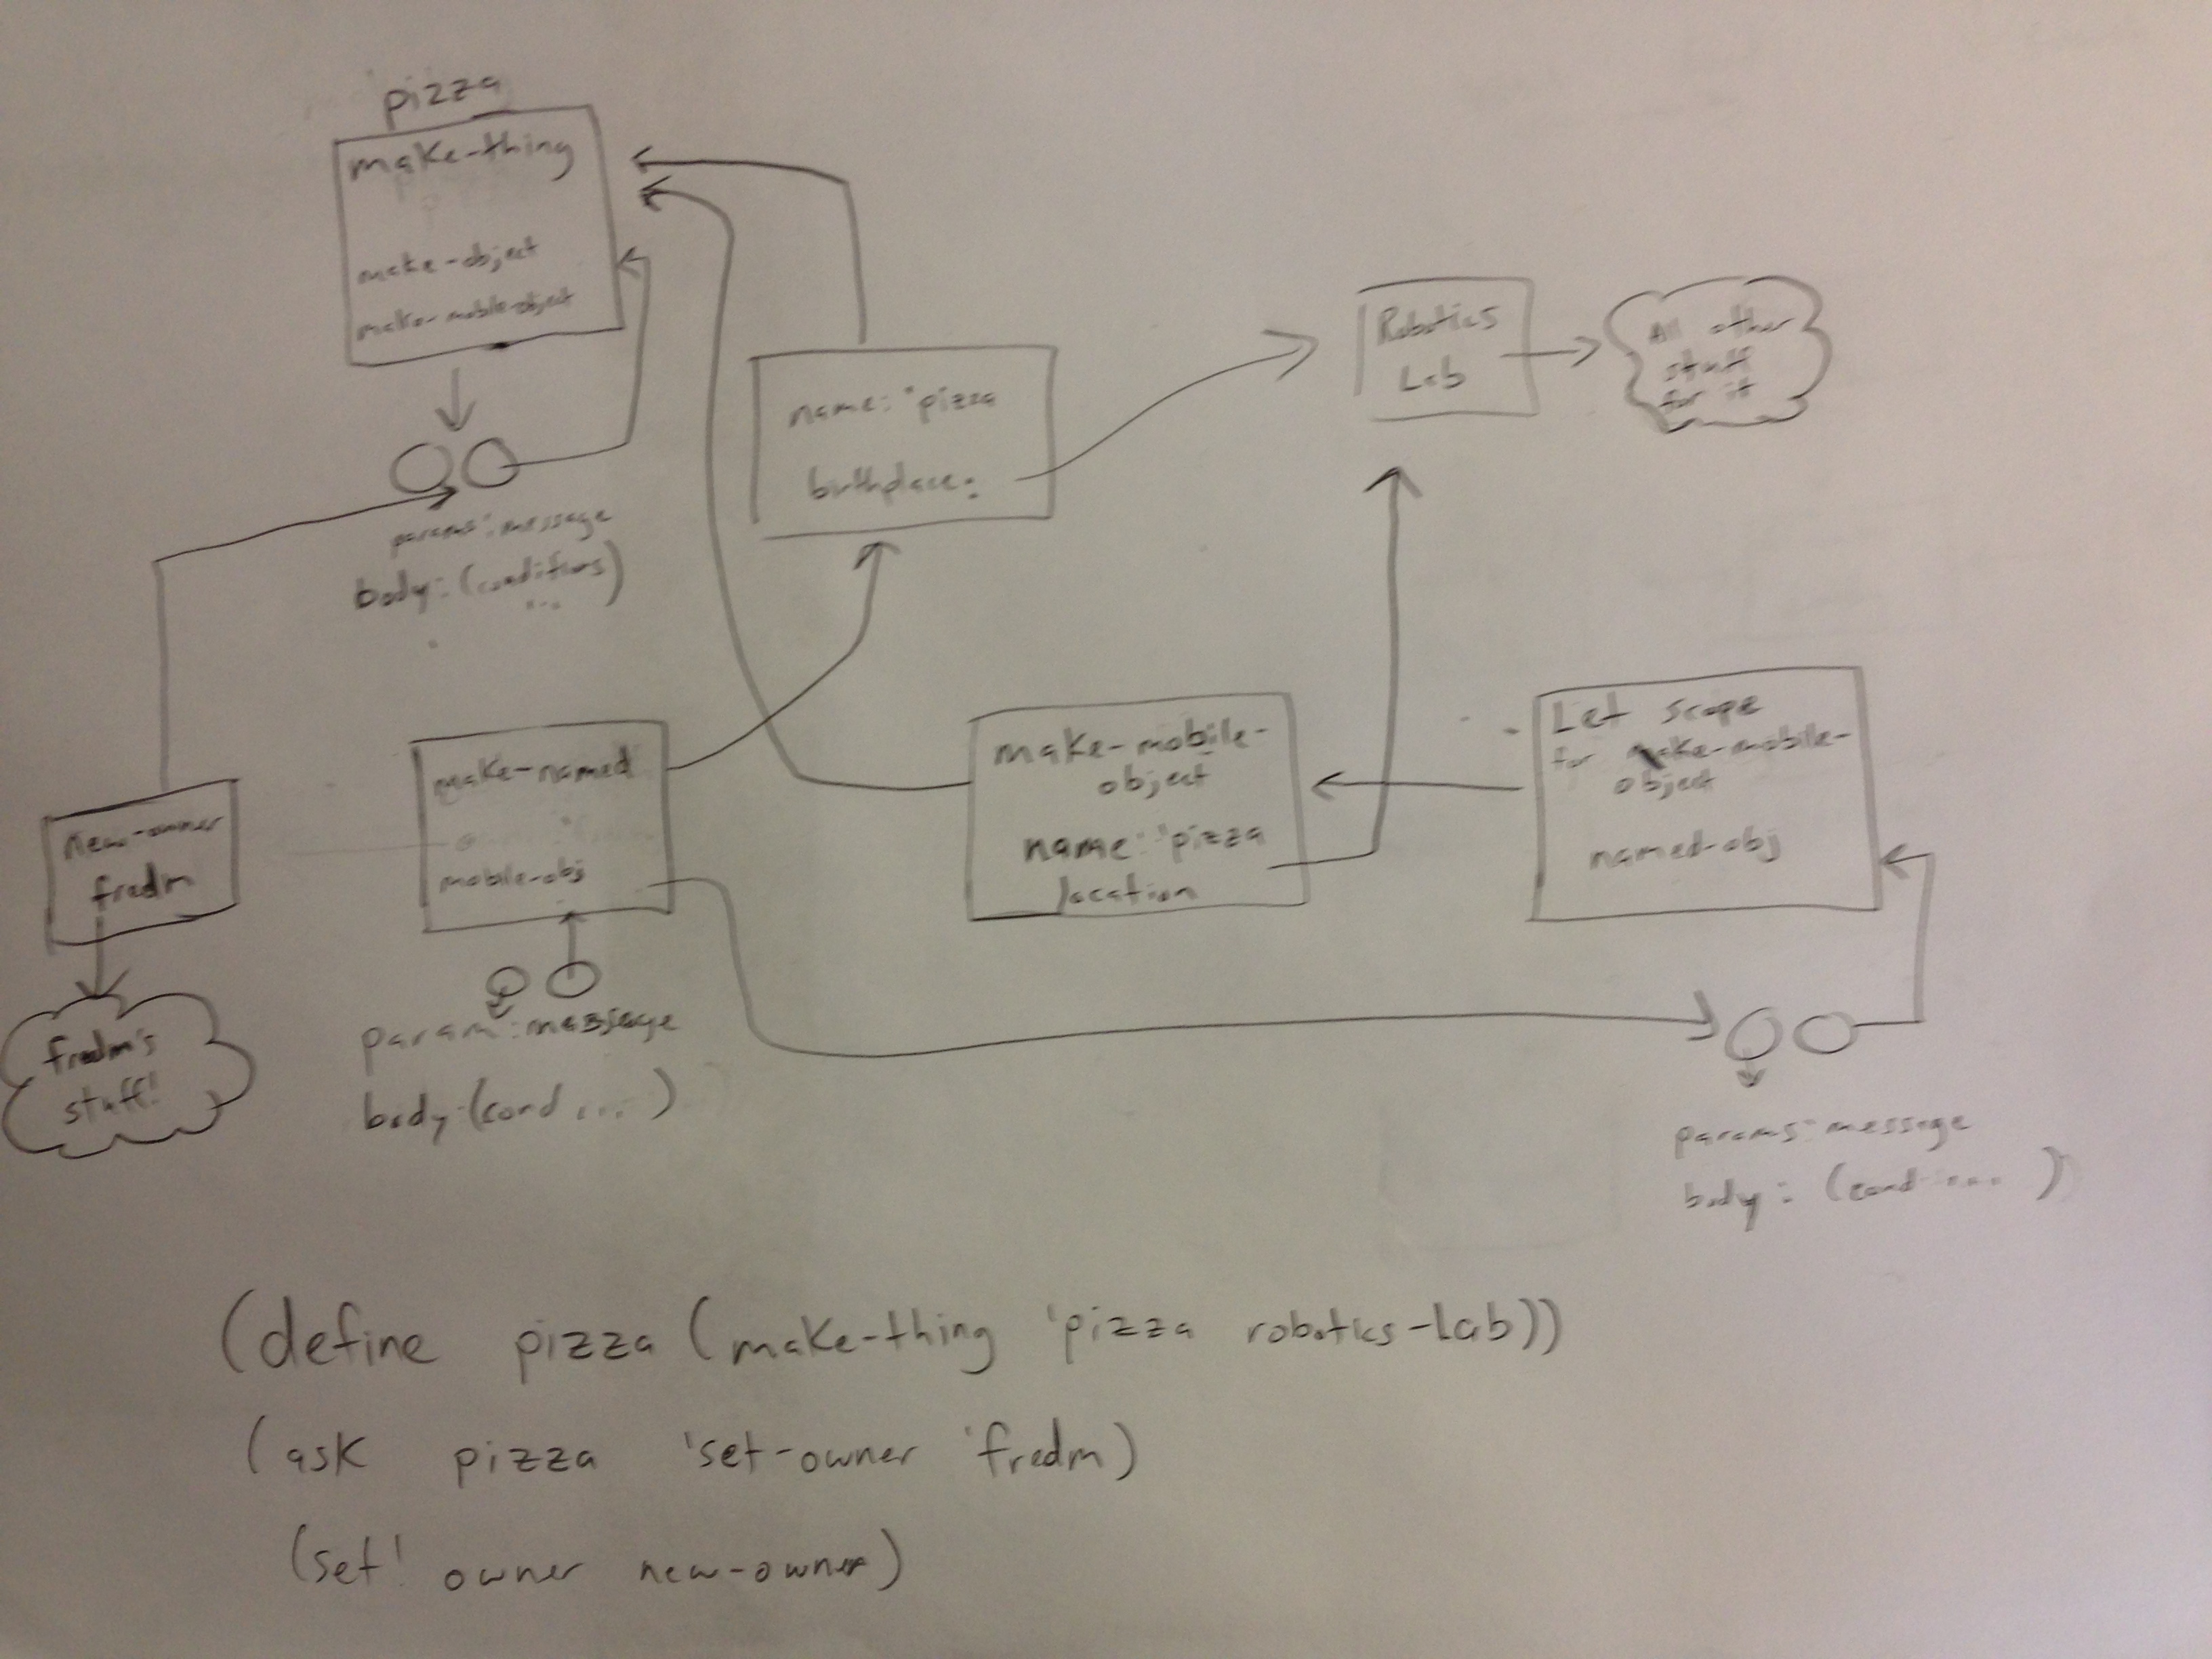 pizza
make-thing
make-object
make-mobile-object
params: message
body: (conditions)
...
name: 'pizza
birthplace:
Robotics
Lab
All other
stuff
for it
new-owner
fredm
fredm's
stuff!
make-named
mobile-obj
param: message
body: (cond ... )
make-mobile-
object
name: 'pizza
location
Let scope
for make-mobile-
object
named-obj
params: message
body: (cond .... )
(define pizza (make-thing 'pizza robotics-Lab))
(ask pizza 'set-owner 'fredm)
(set! owner new-owner)